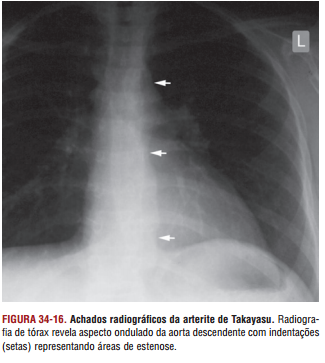 L
FIGURA 34-16. Achados radiográficos da arterite de Takayasu. Radiogra-
fia de tórax revela aspecto ondulado da aorta descendente com indentações
(setas) representando áreas de estenose.